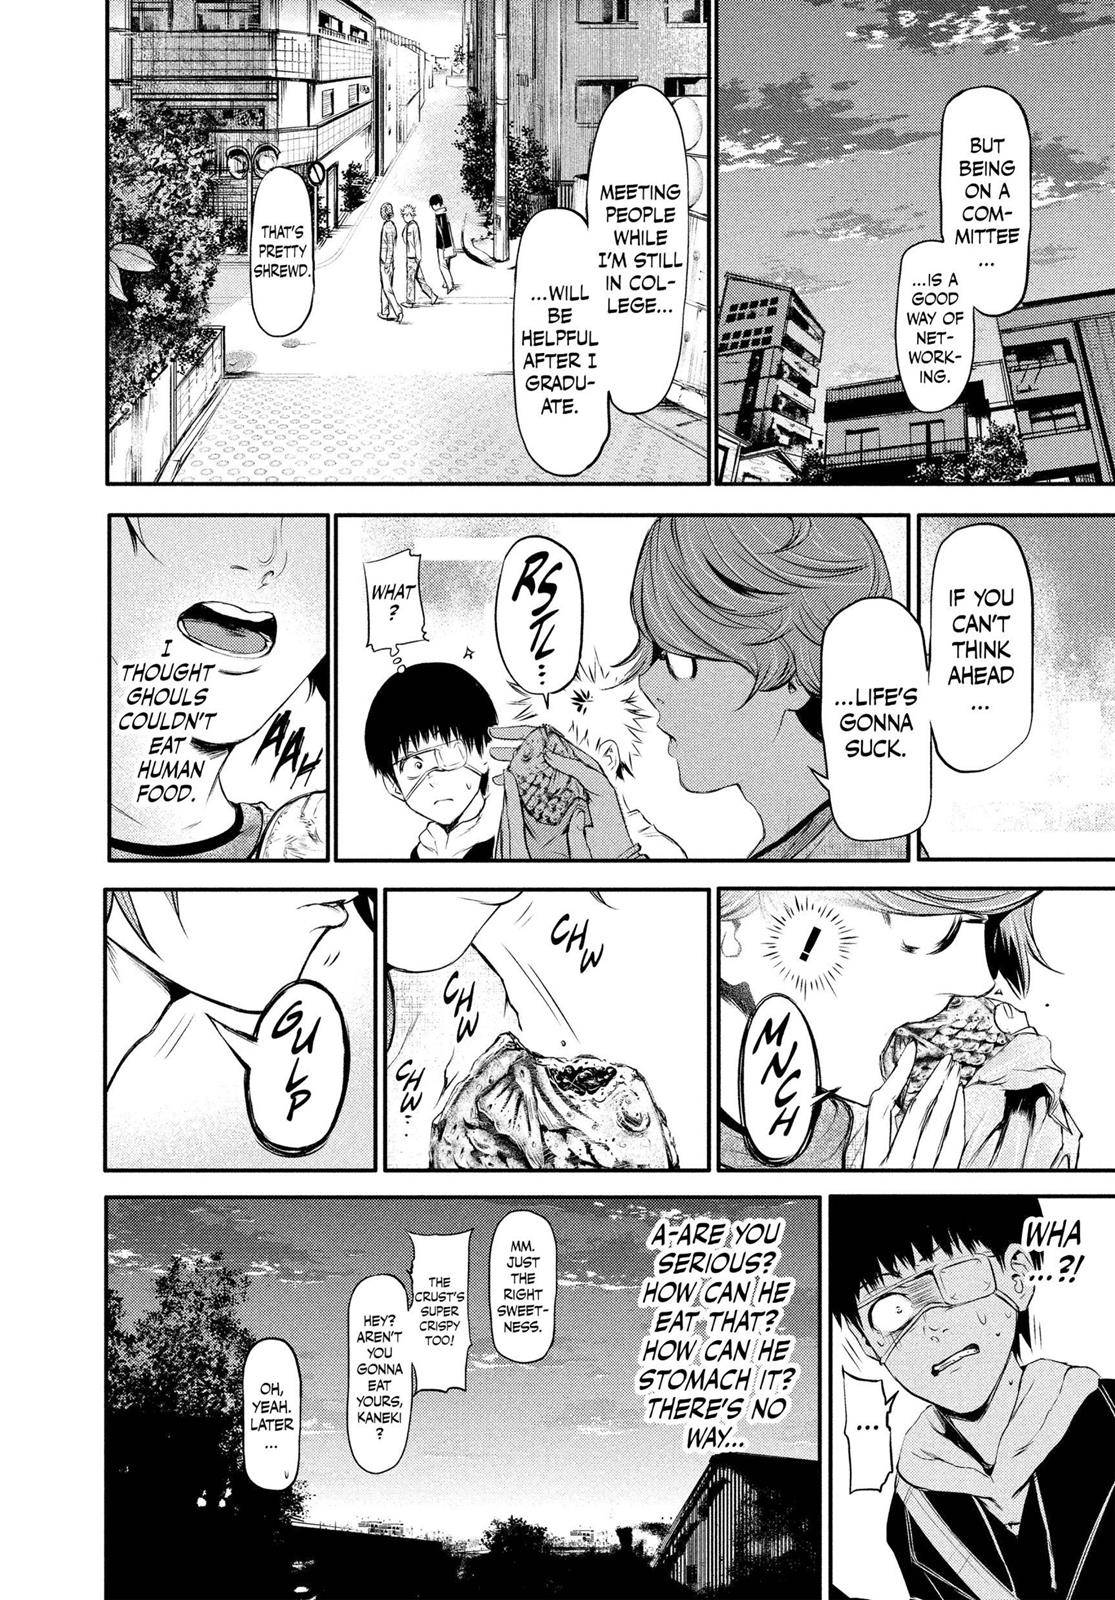 BUT
BEING
ON A
COM-
MITTEE
...
...IS A
GOOD
WAY OF
NET-
WORK-
ING.
MEETING
PEOPLE
WHILE
I'M STILL
IN COL-
LEGE...
...WILL
BE
HELPFUL
AFTER I
GRADU-
ATE.
THAT'S
PRETTY
SHREWD.
IF YOU
CAN'T
THINK
AHEAD
...
...LIFE'S
GONNA
SUCK.
RSTL...
WHAT
?
I
THOUGHT
GHOULS
COULDN'T
EAT
HUMAN
FOOD.
AAH
!
MNCH
CHW
CHW
CHW
GULP
WHA
...?!
...
A-ARE YOU
SERIOUS?
HOW CAN HE
EAT THAT?
HOW CAN HE
STOMACH IT?
THERE'S NO
WAY...
MM.
JUST
THE
RIGHT
SWEET-
NESS.
THE
CRUST'S
SUPER
CRISPY
TOO!
HEY?
AREN'T
YOU
GONNA
EAT
YOURS,
KANEKI
?
OH,
YEAH.
LATER
...